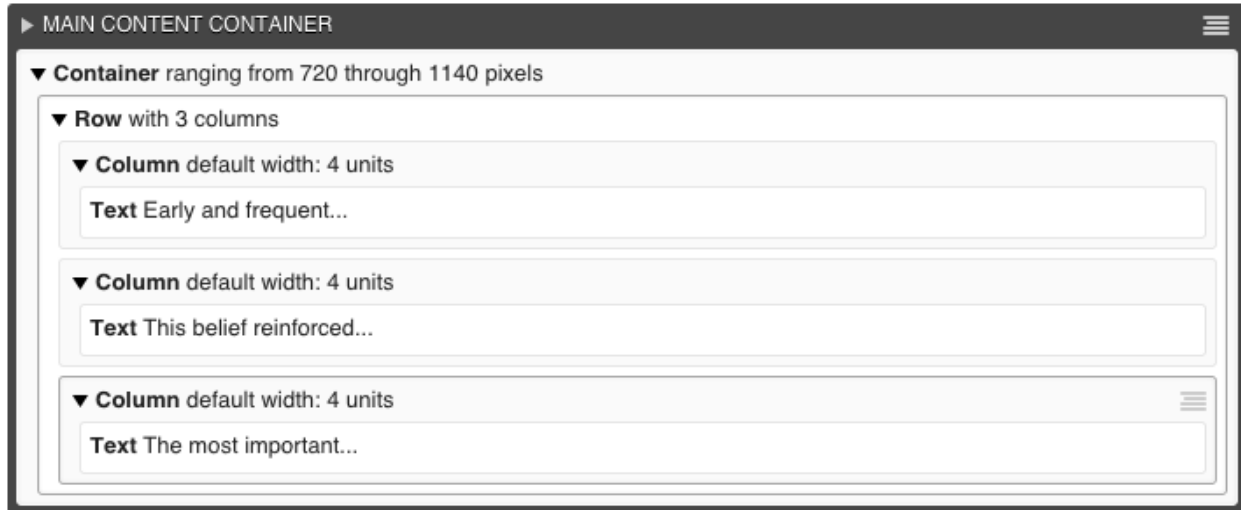 MAIN CONTENT CONTAINER
Container ranging from 720 through 1140 pixels
Row with 3 columns
Column default width: 4 units
Text Early and frequent...
Column default width: 4 units
Text This belief reinforced...
Column default width: 4 units
Text The most important...